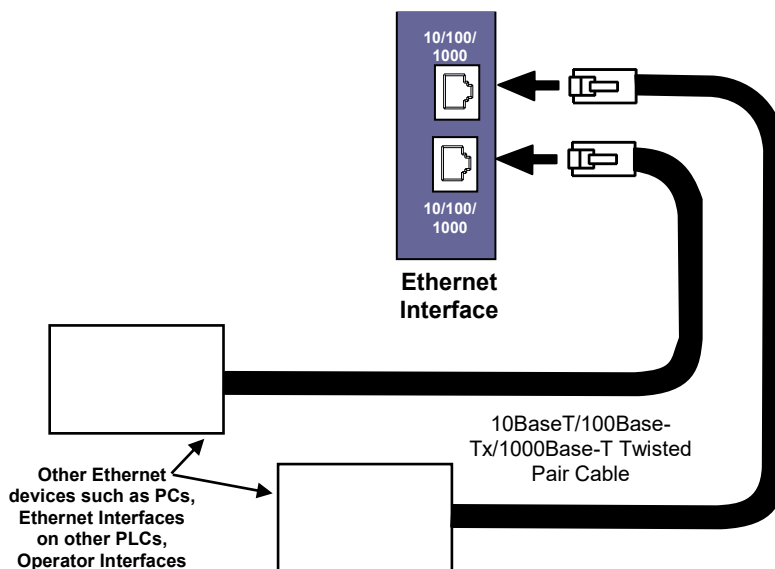 10/100/
1000
10/100/
1000
Ethernet
Interface
10BaseT/100Base-
Tx/1000Base-T Twisted
Pair Cable
Other Ethernet
devices such as PCs,
Ethernet Interfaces
on other PLCs,
Operator Interfaces